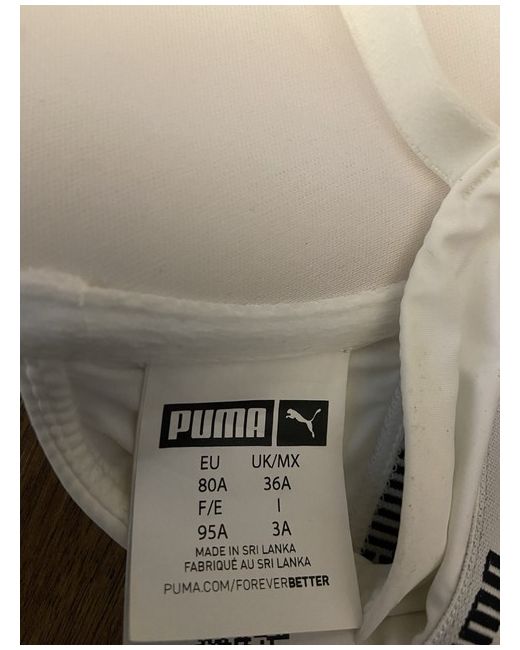 PUMA
EU UK/MX
80A 36A
F/E I
95A 3A
MADE IN SRI LANKA
FABRIQUÉ AU SRI LANKA
PUMA.COM/FOREVERBETTER